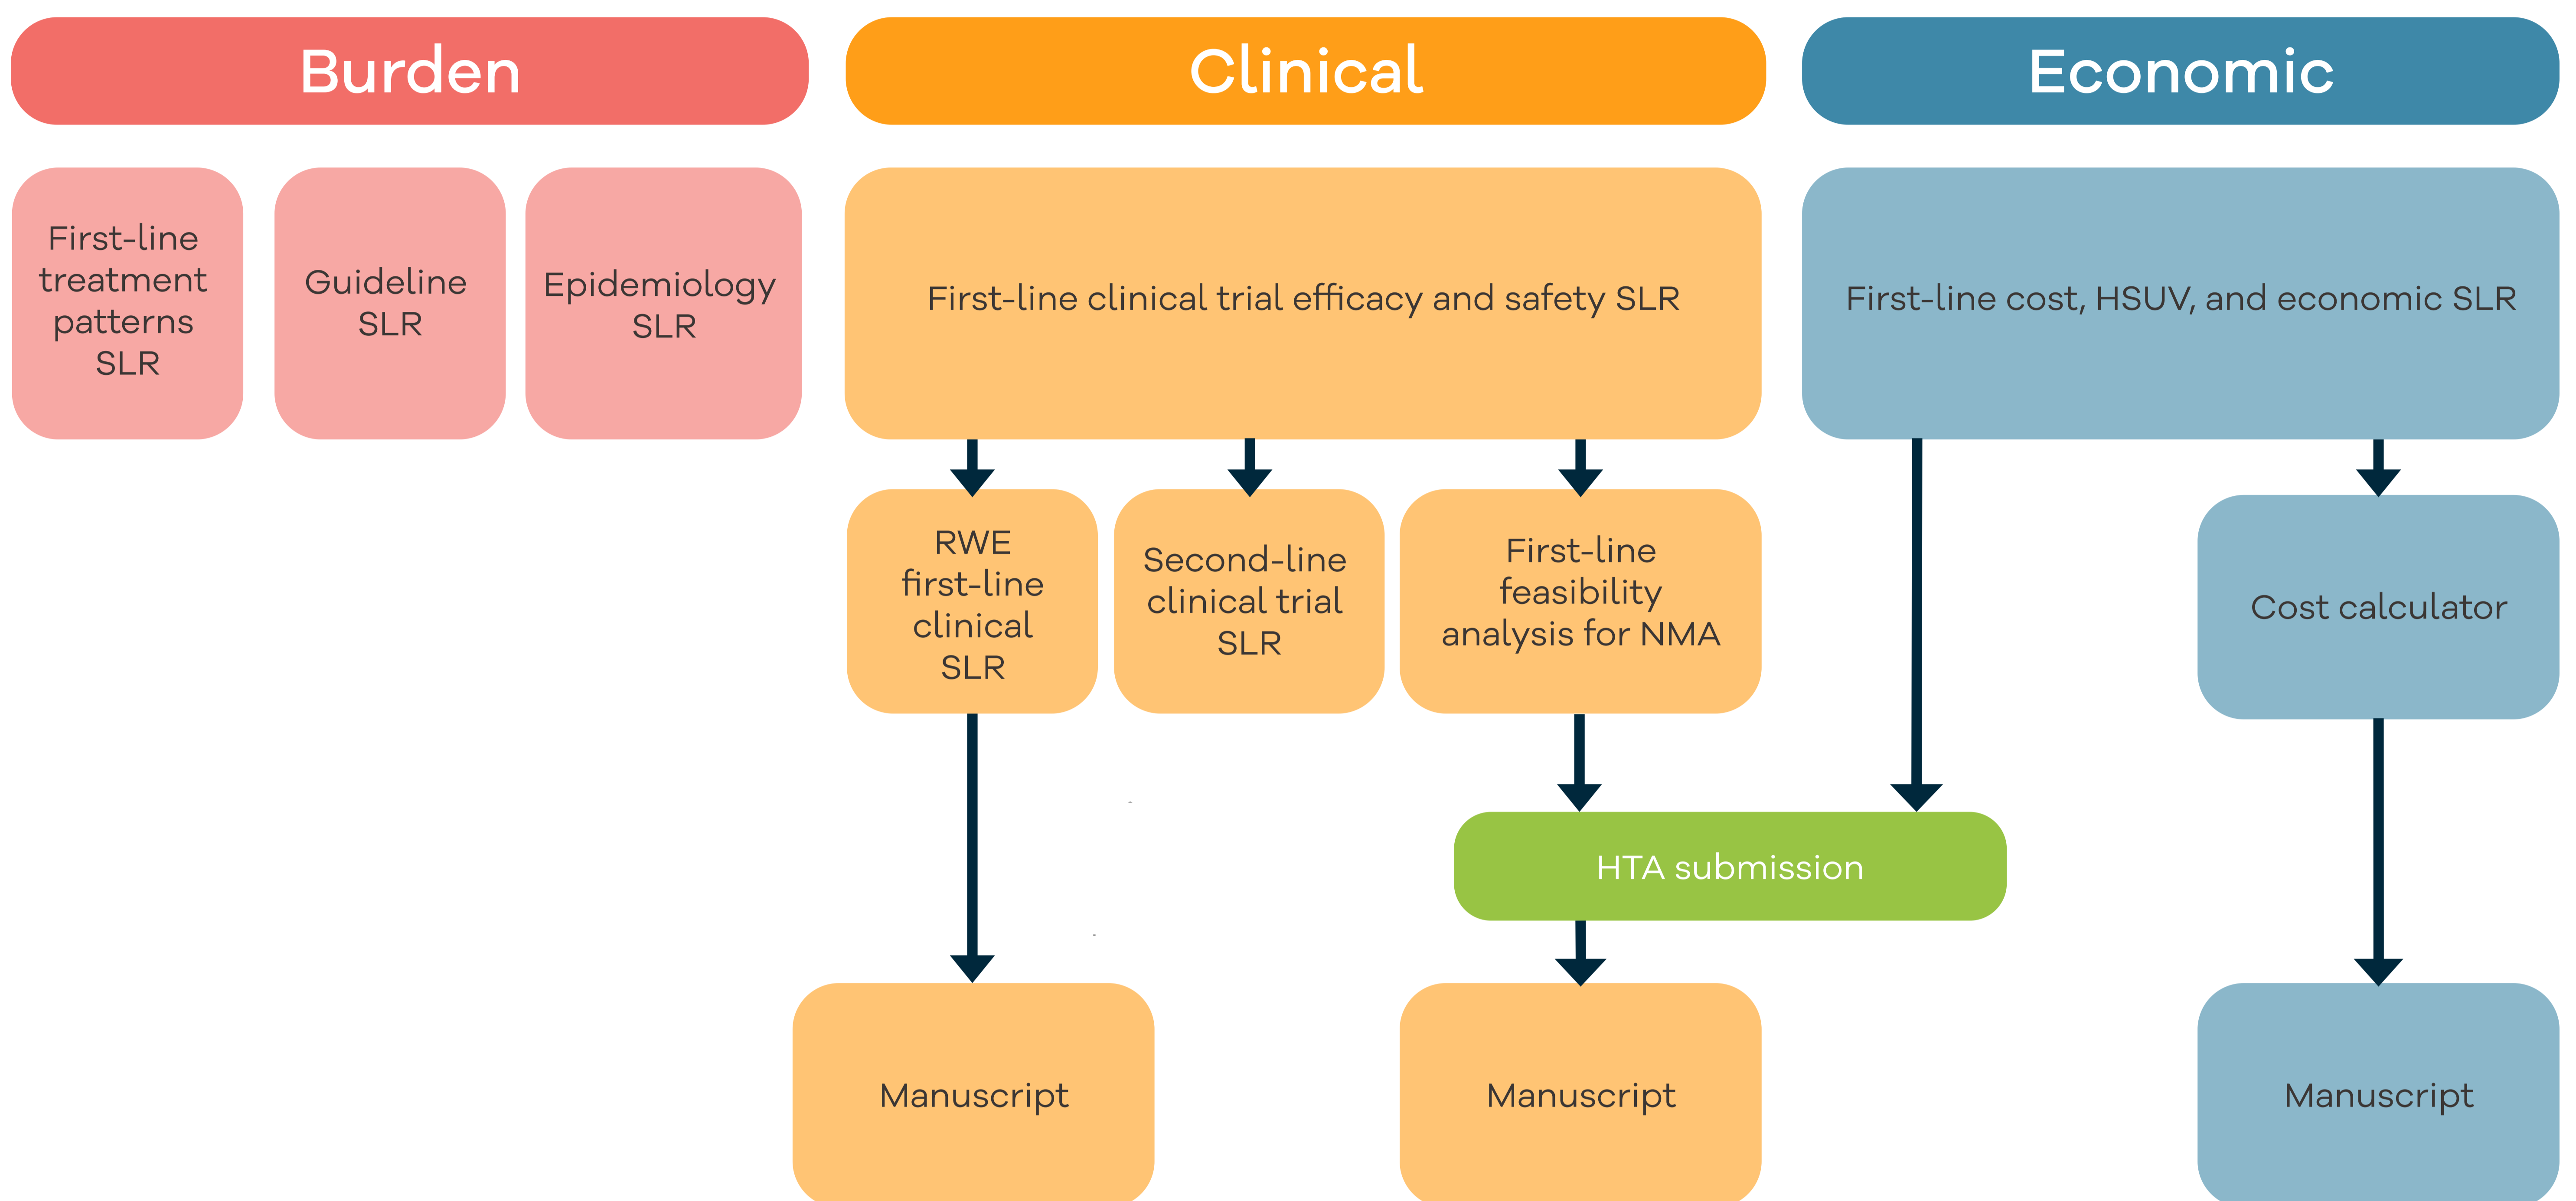 Burden
Clinical
Economic
First-line
treatment
patterns
SLR
Guideline
SLR
Epidemiology
SLR
First-line clinical trial efficacy and safety SLR
First-line cost, HSUV, and economic SLR
RWE
first-line
clinical
SLR
Second-line
clinical trial
SLR
First-line
feasibility
analysis for NMA
Cost calculator
HTA submission
Manuscript
Manuscript
Manuscript